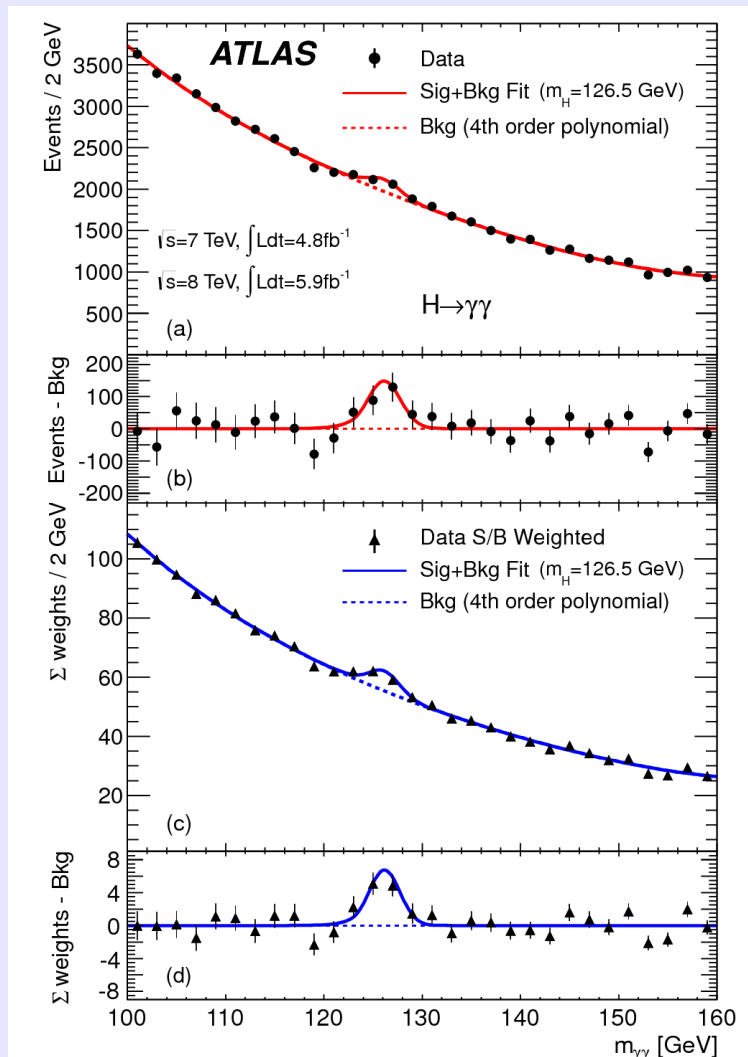 ATLAS
Data
Sig+Bkg Fit (m_H=126.5 GeV)
Bkg (4th order polynomial)
Events / 2 GeV
3500
3000
2500
2000
1500
1000
500
√s=7 TeV, ∫Ldt=4.8fb⁻¹
√s=8 TeV, ∫Ldt=5.9fb⁻¹
H→γγ
(a)
Events - Bkg
200
100
0
-100
-200
(b)
Σ weights / 2 GeV
100
80
60
40
20
Data S/B Weighted
Sig+Bkg Fit (m_H=126.5 GeV)
Bkg (4th order polynomial)
(c)
Σ weights - Bkg
8
4
0
-4
-8
(d)
100 110 120 130 140 150 160
m_γγ [GeV]